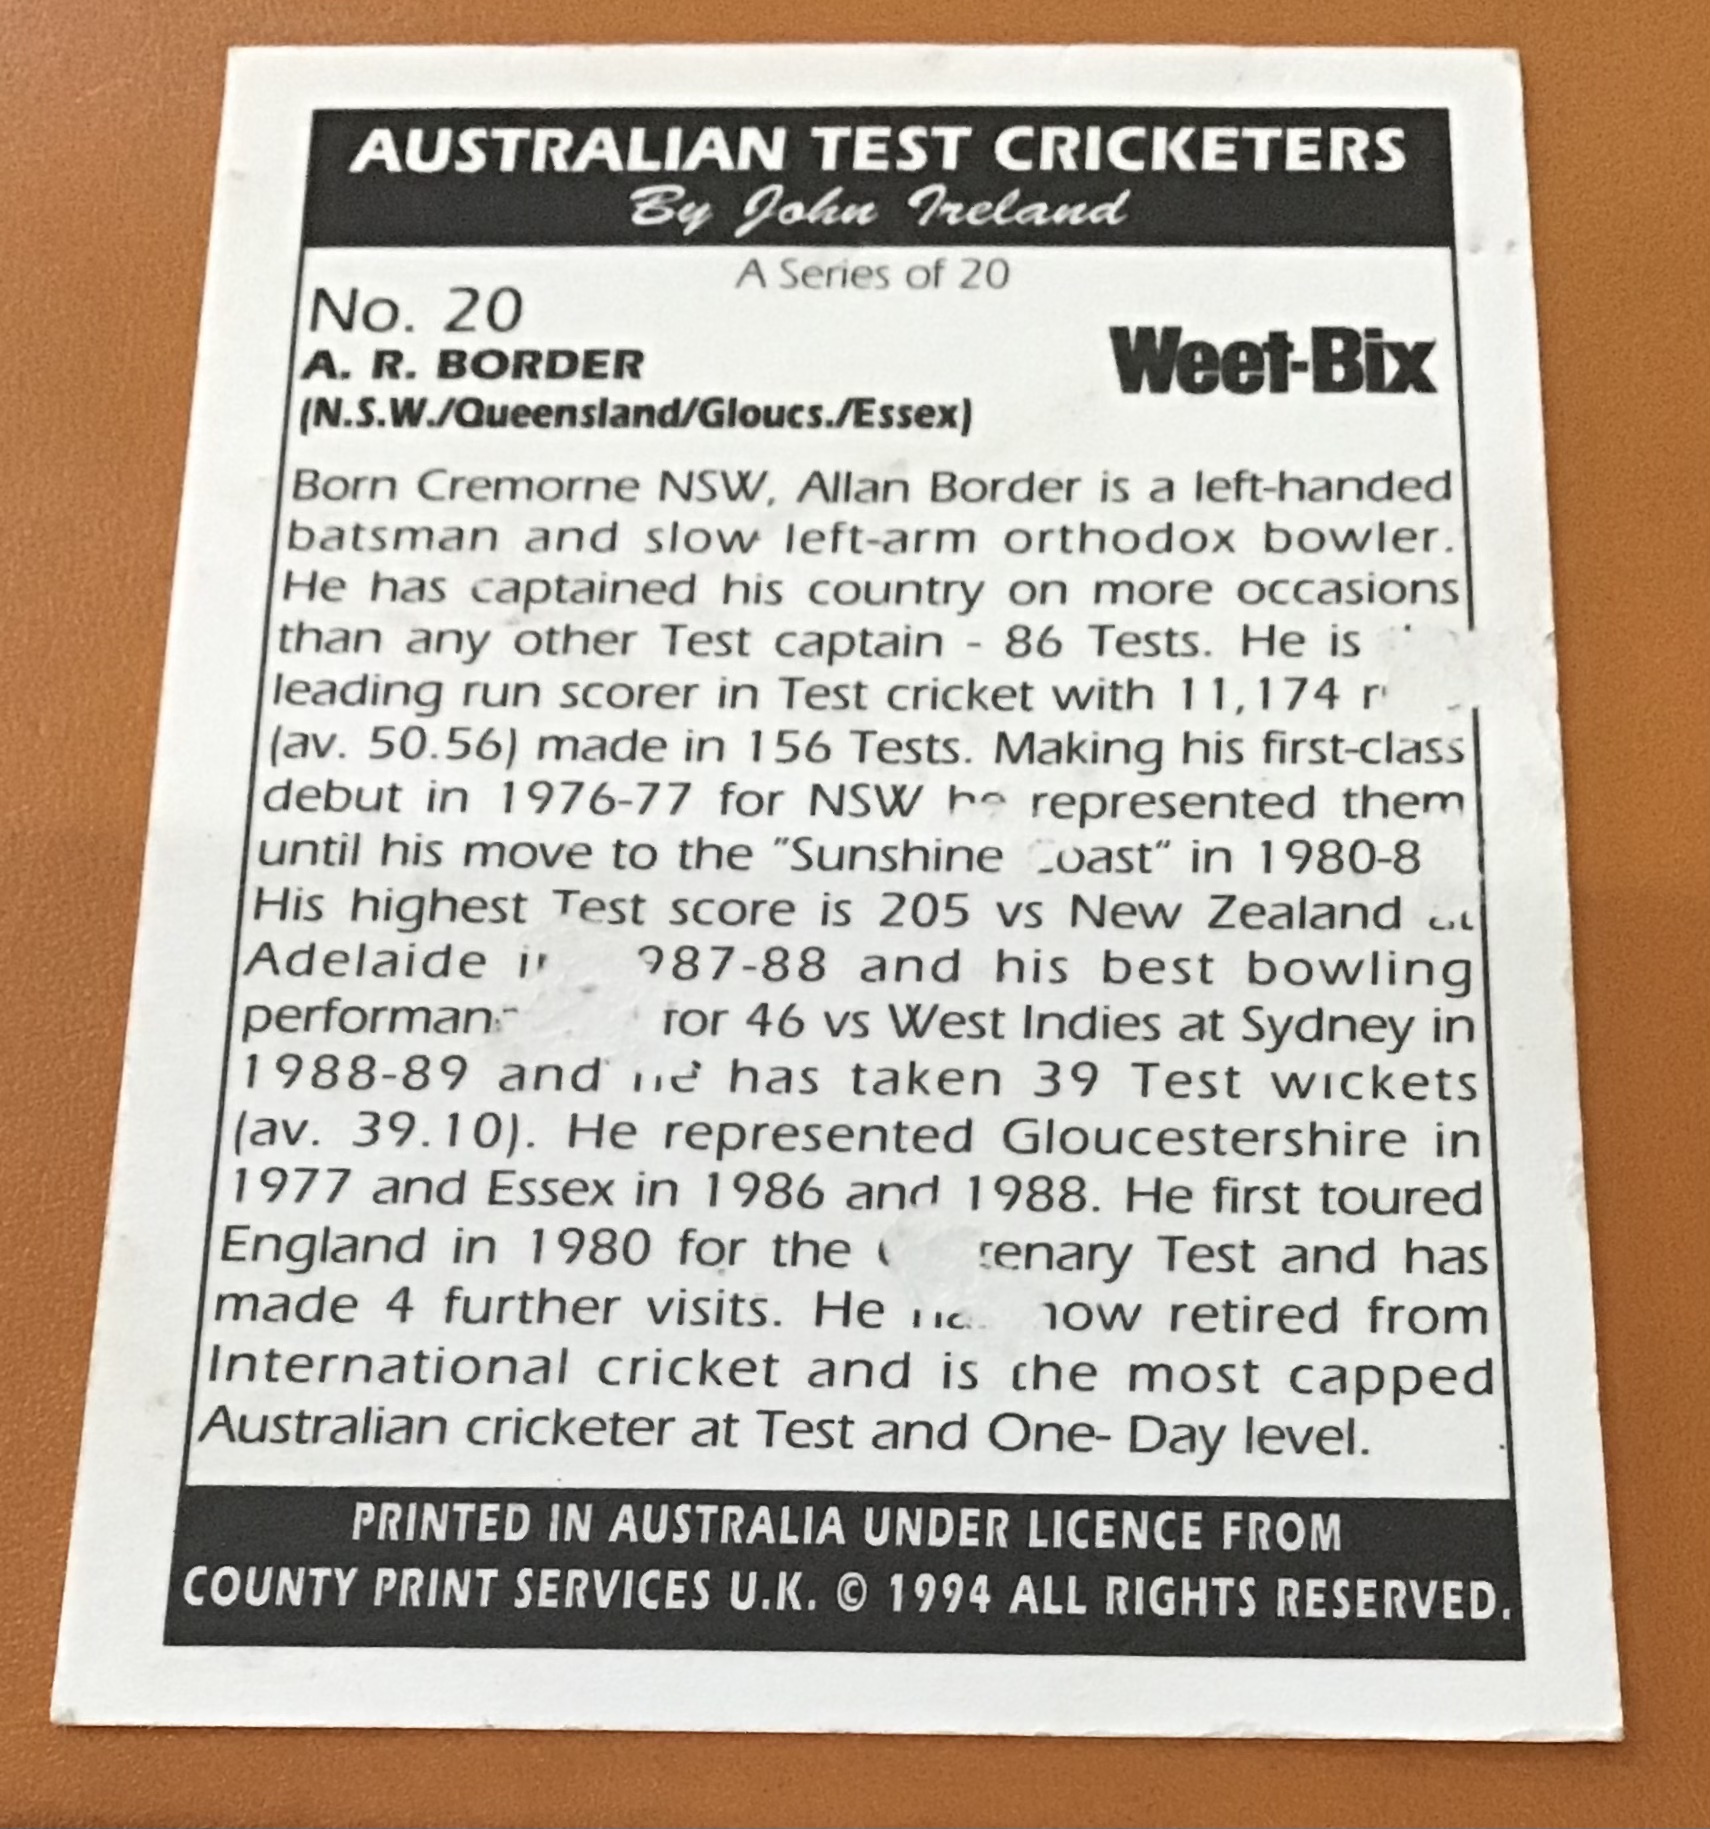 AUSTRALIAN TEST CRICKETERS
By John Ireland
A Series of 20
No. 20
A. R. BORDER
Weet-Bix
(N.S.W./Queensland/Gloucs./Essex)
Born Cremorne NSW, Allan Border is a left-handed
batsman and slow left-arm orthodox bowler.
He has captained his country on more occasions
than any other Test captain - 86 Tests. He is
leading run scorer in Test cricket with 11,174
(av. 50.56) made in 156 Tests. Making his first-class
debut in 1976-77 for NSW he represented them
until his move to the "Sunshine Coast" in 1980-8
His highest Test score is 205 vs New Zealand at
Adelaide in 987-88 and his best bowling
performan for 46 vs West Indies at Sydney in
1988-89 and he has taken 39 Test wickets
(av. 39.10). He represented Gloucestershire in
1977 and Essex in 1986 and 1988. He first toured
England in 1980 for the tenary Test and has
made 4 further visits. He now retired from
International cricket and is the most capped
Australian cricketer at Test and One- Day level.
PRINTED IN AUSTRALIA UNDER LICENCE FROM
COUNTY PRINT SERVICES U.K. © 1994 ALL RIGHTS RESERVED.